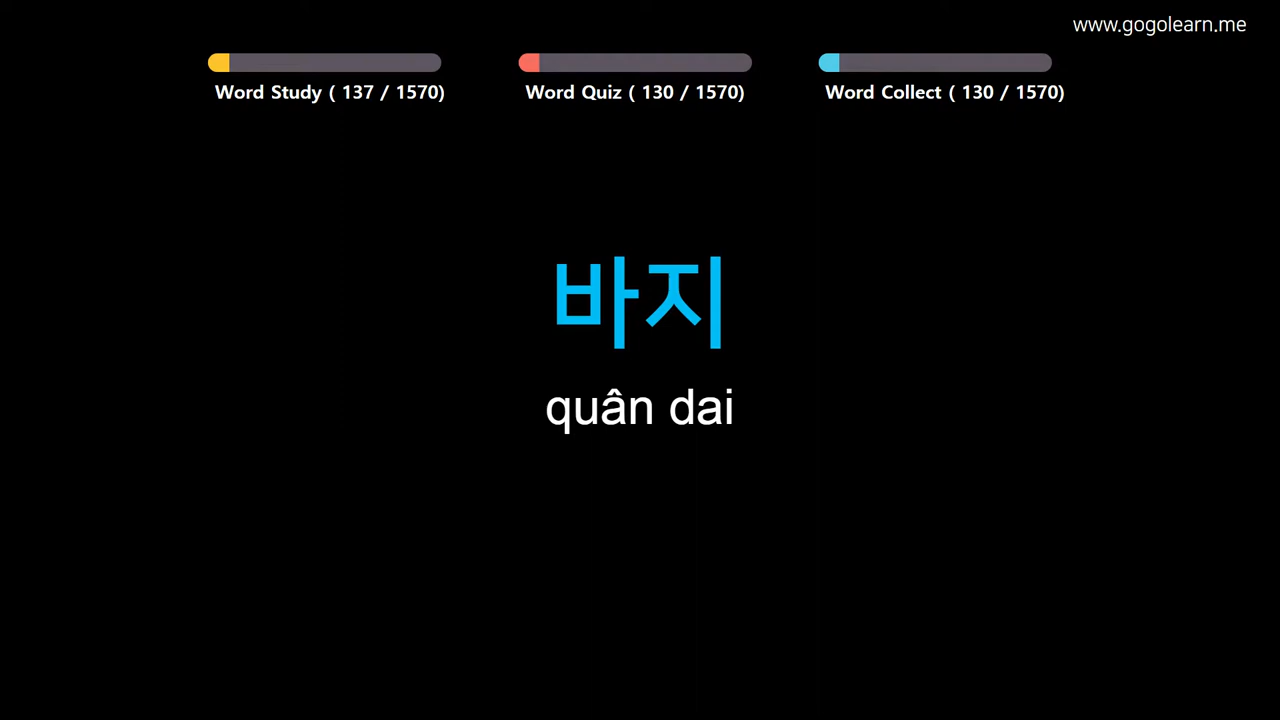 www.gogolearn.me
Word Study ( 137 / 1570)
Word Quiz ( 130 / 1570)
Word Collect ( 130 / 1570)
바지
quân dai